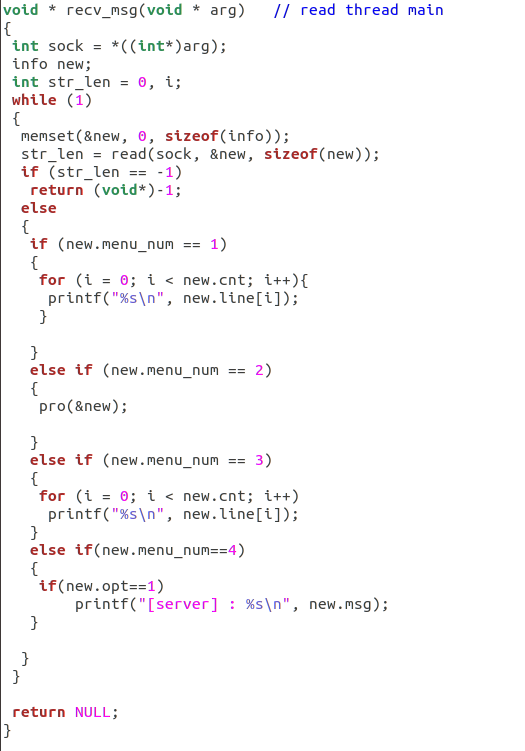 void * recv_msg(void * arg)   // read thread main
{
 int sock = *((int*)arg);
 info new;
 int str_len = 0, i;
 while (1)
 {
  memset(&new, 0, sizeof(info));
  str_len = read(sock, &new, sizeof(new));
  if (str_len == -1)
   return (void*)-1;
  else
  {
   if (new.menu_num == 1)
   {
    for (i = 0; i < new.cnt; i++){
     printf("%s\n", new.line[i]);
    }

   }
   else if (new.menu_num == 2)
   {
    pro(&new);

   }
   else if (new.menu_num == 3)
   {
    for (i = 0; i < new.cnt; i++)
     printf("%s\n", new.line[i]);
   }
   else if(new.menu_num==4)
   {
    if(new.opt==1)
        printf("[server] : %s\n", new.msg);
   }

  }
 }

 return NULL;
}